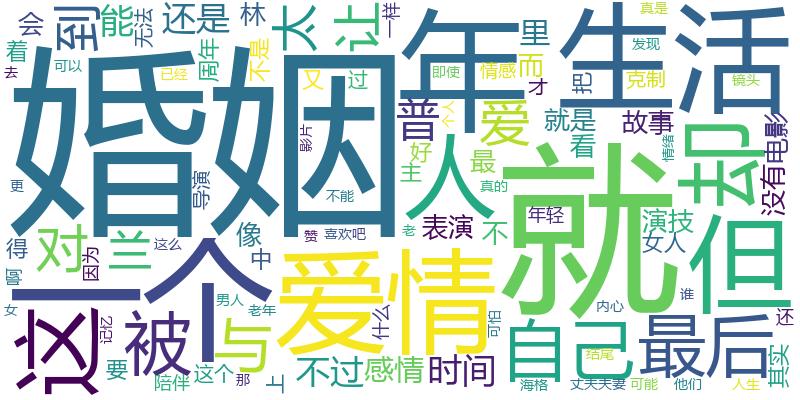 会 到 能 还是 林 太 让 一样 年 里 生活 真是 发现
着 无法 周年 不是 又 过 即使 情感 而 把 克制 镜头
去 可以 已经 才
婚姻 影片 普 个人 爱 就是 看 故事 情绪 没有 电影
更 导演 不能 主 好 人 最 真的 就 却
得 对 兰 因为 这么 像 中 赞 喜欢吧 老 表演 不 年轻 演技 女人 但
写 一个 爱情
女 这 记忆 被 男人 老年 与 什么 可怕 自己 内心 谁 最后 还
要 陪伴 这个 那 上 不过 感情 时间 海格 结尾 丈夫 夫妻 可能 他们 人生 其实